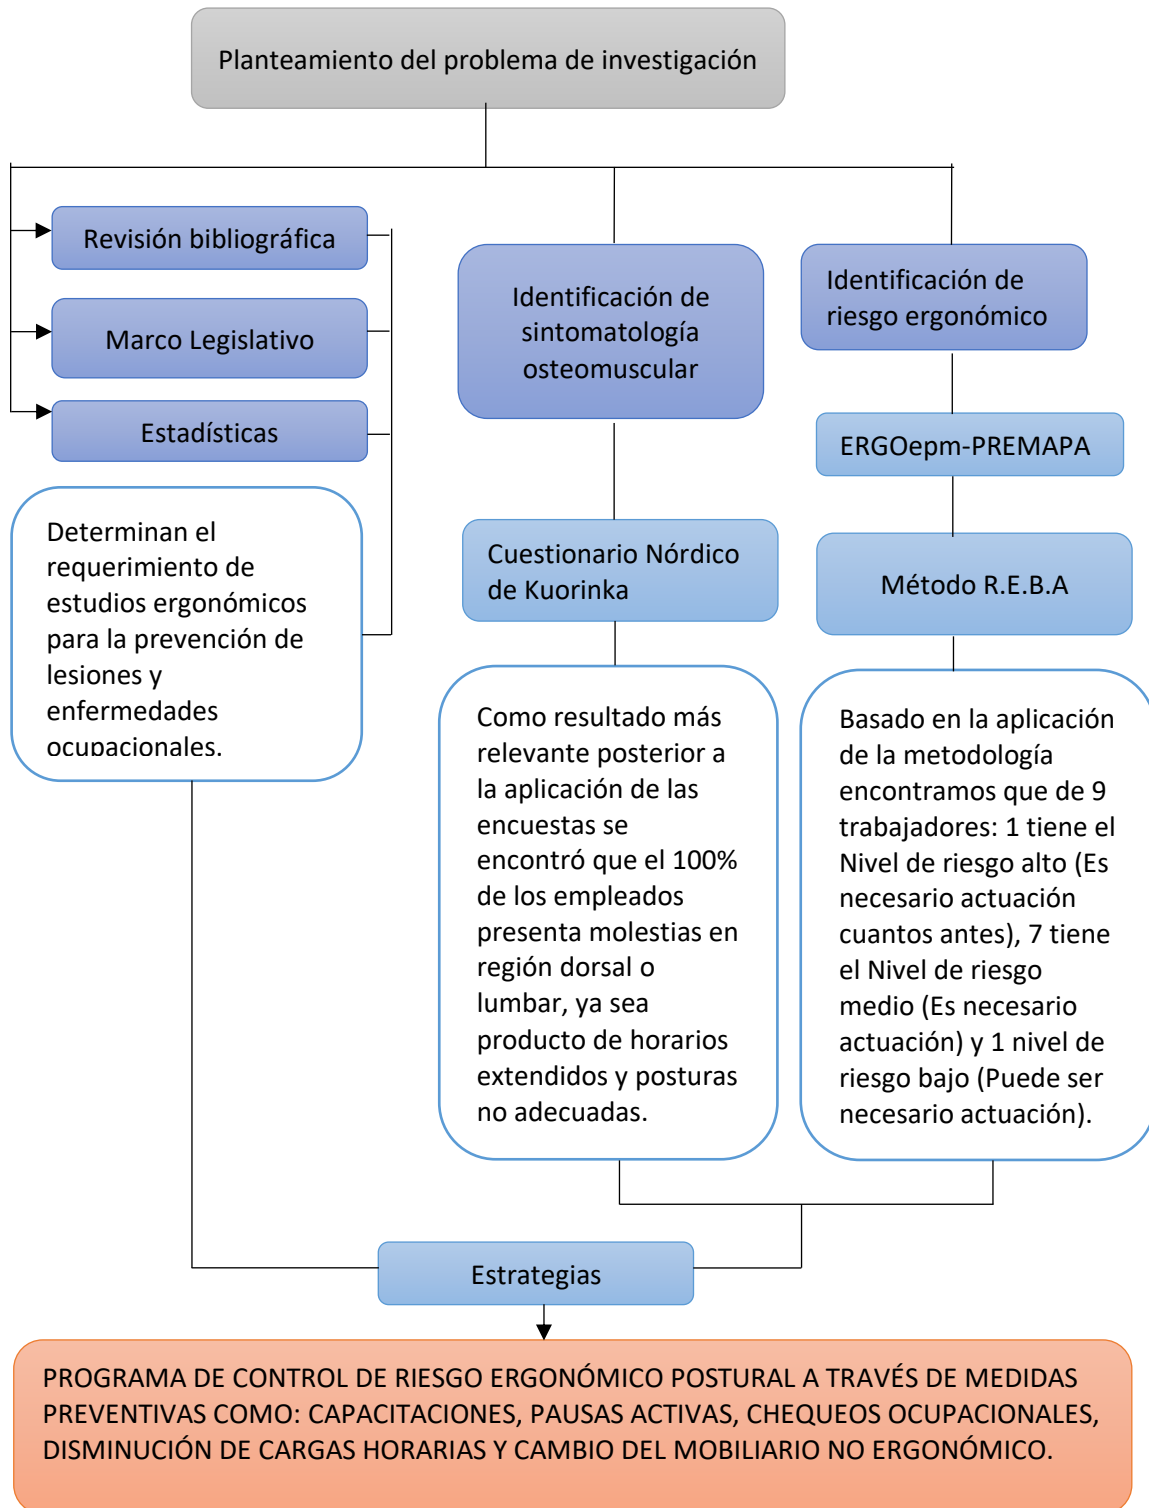 Planteamiento del problema de investigación
Revisión bibliográfica
Marco Legislativo
Estadísticas
Determinan el
requerimiento de
estudios ergonómicos
para la prevención de
lesiones y
enfermedades
ocupacionales.
Identificación de
sintomatología
osteomuscular
Cuestionario Nórdico
de Kuorinka
Como resultado más
relevante posterior a
la aplicación de las
encuestas se
encontró que el 100%
de los empleados
presenta molestias en
región dorsal o
lumbar, ya sea
producto de horarios
extendidos y posturas
no adecuadas.
Identificación de
riesgo ergonómico
ERGOepm-PREMAPA
Método R.E.B.A
Basado en la aplicación
de la metodología
encontramos que de 9
trabajadores: 1 tiene el
Nivel de riesgo alto (Es
necesario actuación
cuantos antes), 7 tiene
el Nivel de riesgo
medio (Es necesario
actuación) y 1 nivel de
riesgo bajo (Puede ser
necesario actuación).
Estrategias
PROGRAMA DE CONTROL DE RIESGO ERGONÓMICO POSTURAL A TRAVÉS DE MEDIDAS
PREVENTIVAS COMO: CAPACITACIONES, PAUSAS ACTIVAS, CHEQUEOS OCUPACIONALES,
DISMINUCIÓN DE CARGAS HORARIAS Y CAMBIO DEL MOBILIARIO NO ERGONÓMICO.